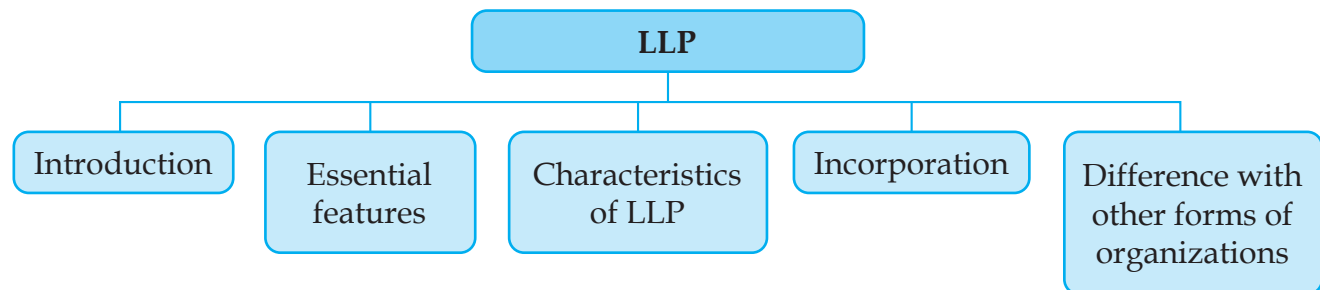 LLP
Introduction
Essential
features
Characteristics
of LLP
Incorporation
Difference with
other forms of
organizations